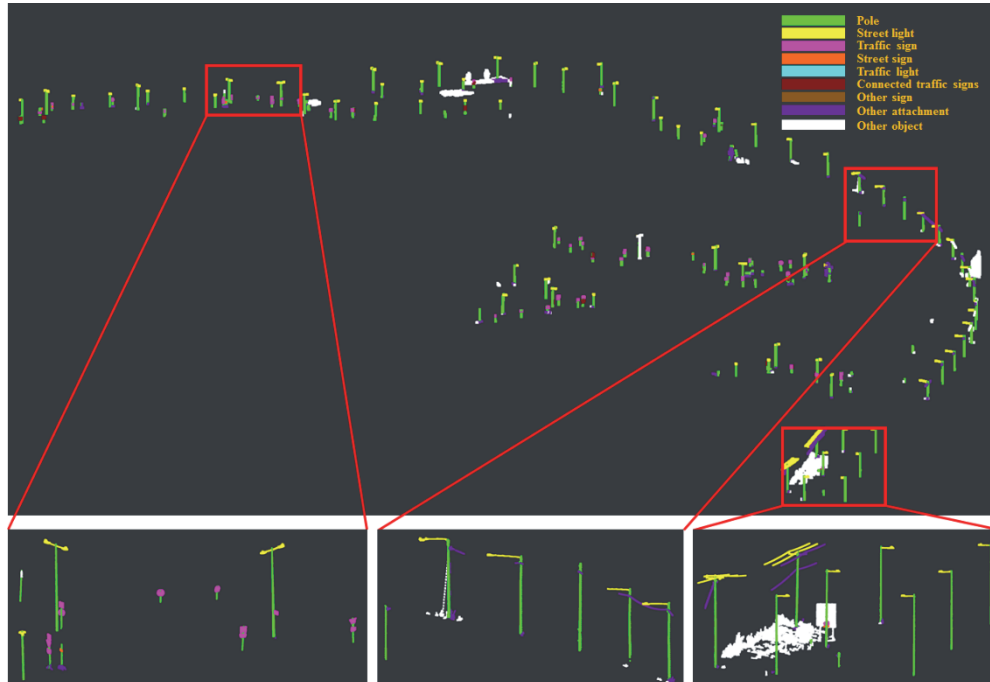 Pole
Street light
Traffic sign
Street sign
Traffic light
Connected traffic signs
Other sign
Other attachment
Other object